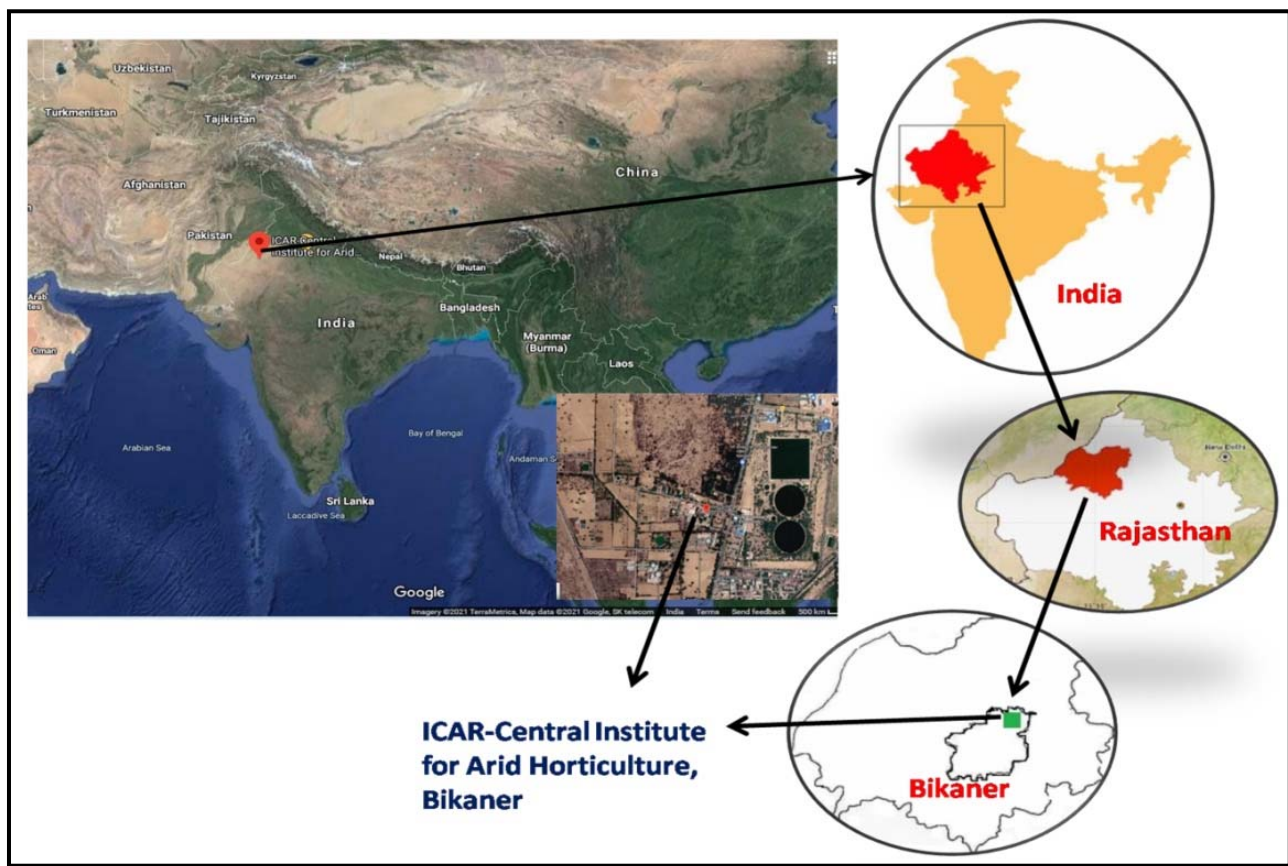 Uzbekistan
Kyrgyzstan
Turkmenistan
Tajikistan
China
Afghanistan
Pakistan
ICAR-Central
Institute for Arid...
Nepal
Bhutan
Bangladesh
India
Myanmar
(Burma)
Laos
Oman
Arabian Sea
Bay of Bengal
Andaman S
Sri Lanka
Laccadive Sea
Google
Imagery ©2021 TerraMetrics, Map data ©2021 Google, SK telecom India Terms Send feedback 500 km
India
Rajasthan
Bikaner
ICAR-Central Institute
for Arid Horticulture,
Bikaner